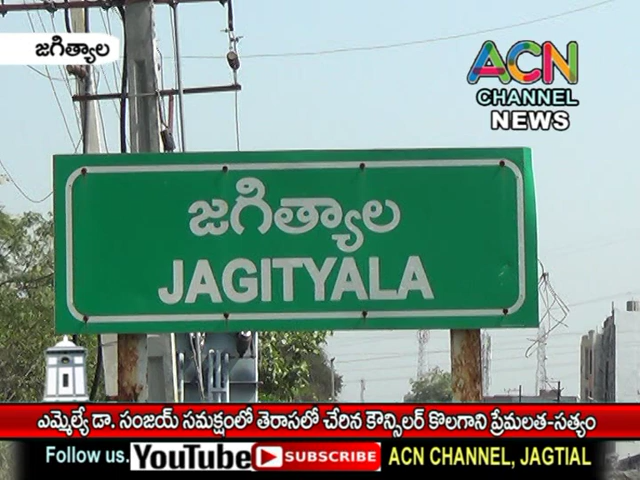 జగిత్యాల
ACN
CHANNEL
NEWS
జగిత్యాల
JAGITYALA
ఎమ్మెల్యే డా. సంజయ్ సమక్షంలో తెరాసలో చేరిన కౌన్సిలర్ కొలగాని ప్రేమలత-సత్యం
Follow us. YouTube SUBSCRIBE ACN CHANNEL, JAGTIAL